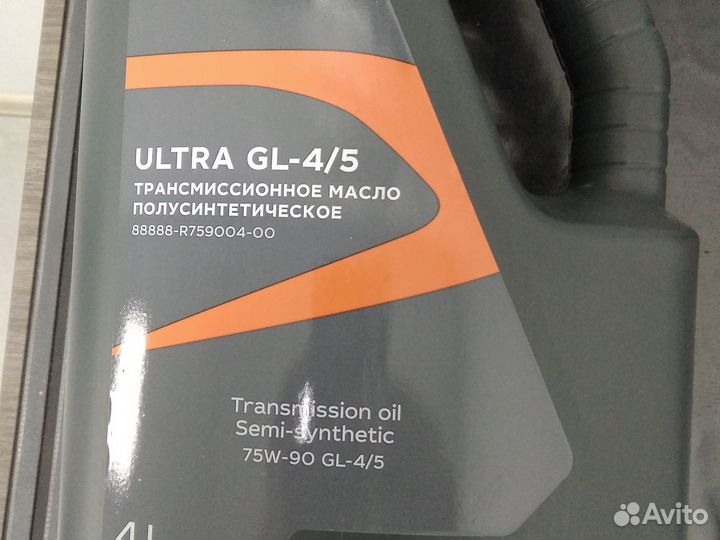 ULTRA GL-4/5
ТРАНСМИССИОННОЕ МАСЛО
ПОЛУСИНТЕТИЧЕСКОЕ
88888-R759004-00
Transmission oil
Semi-synthetic
75W-90 GL-4/5
4L
Avito